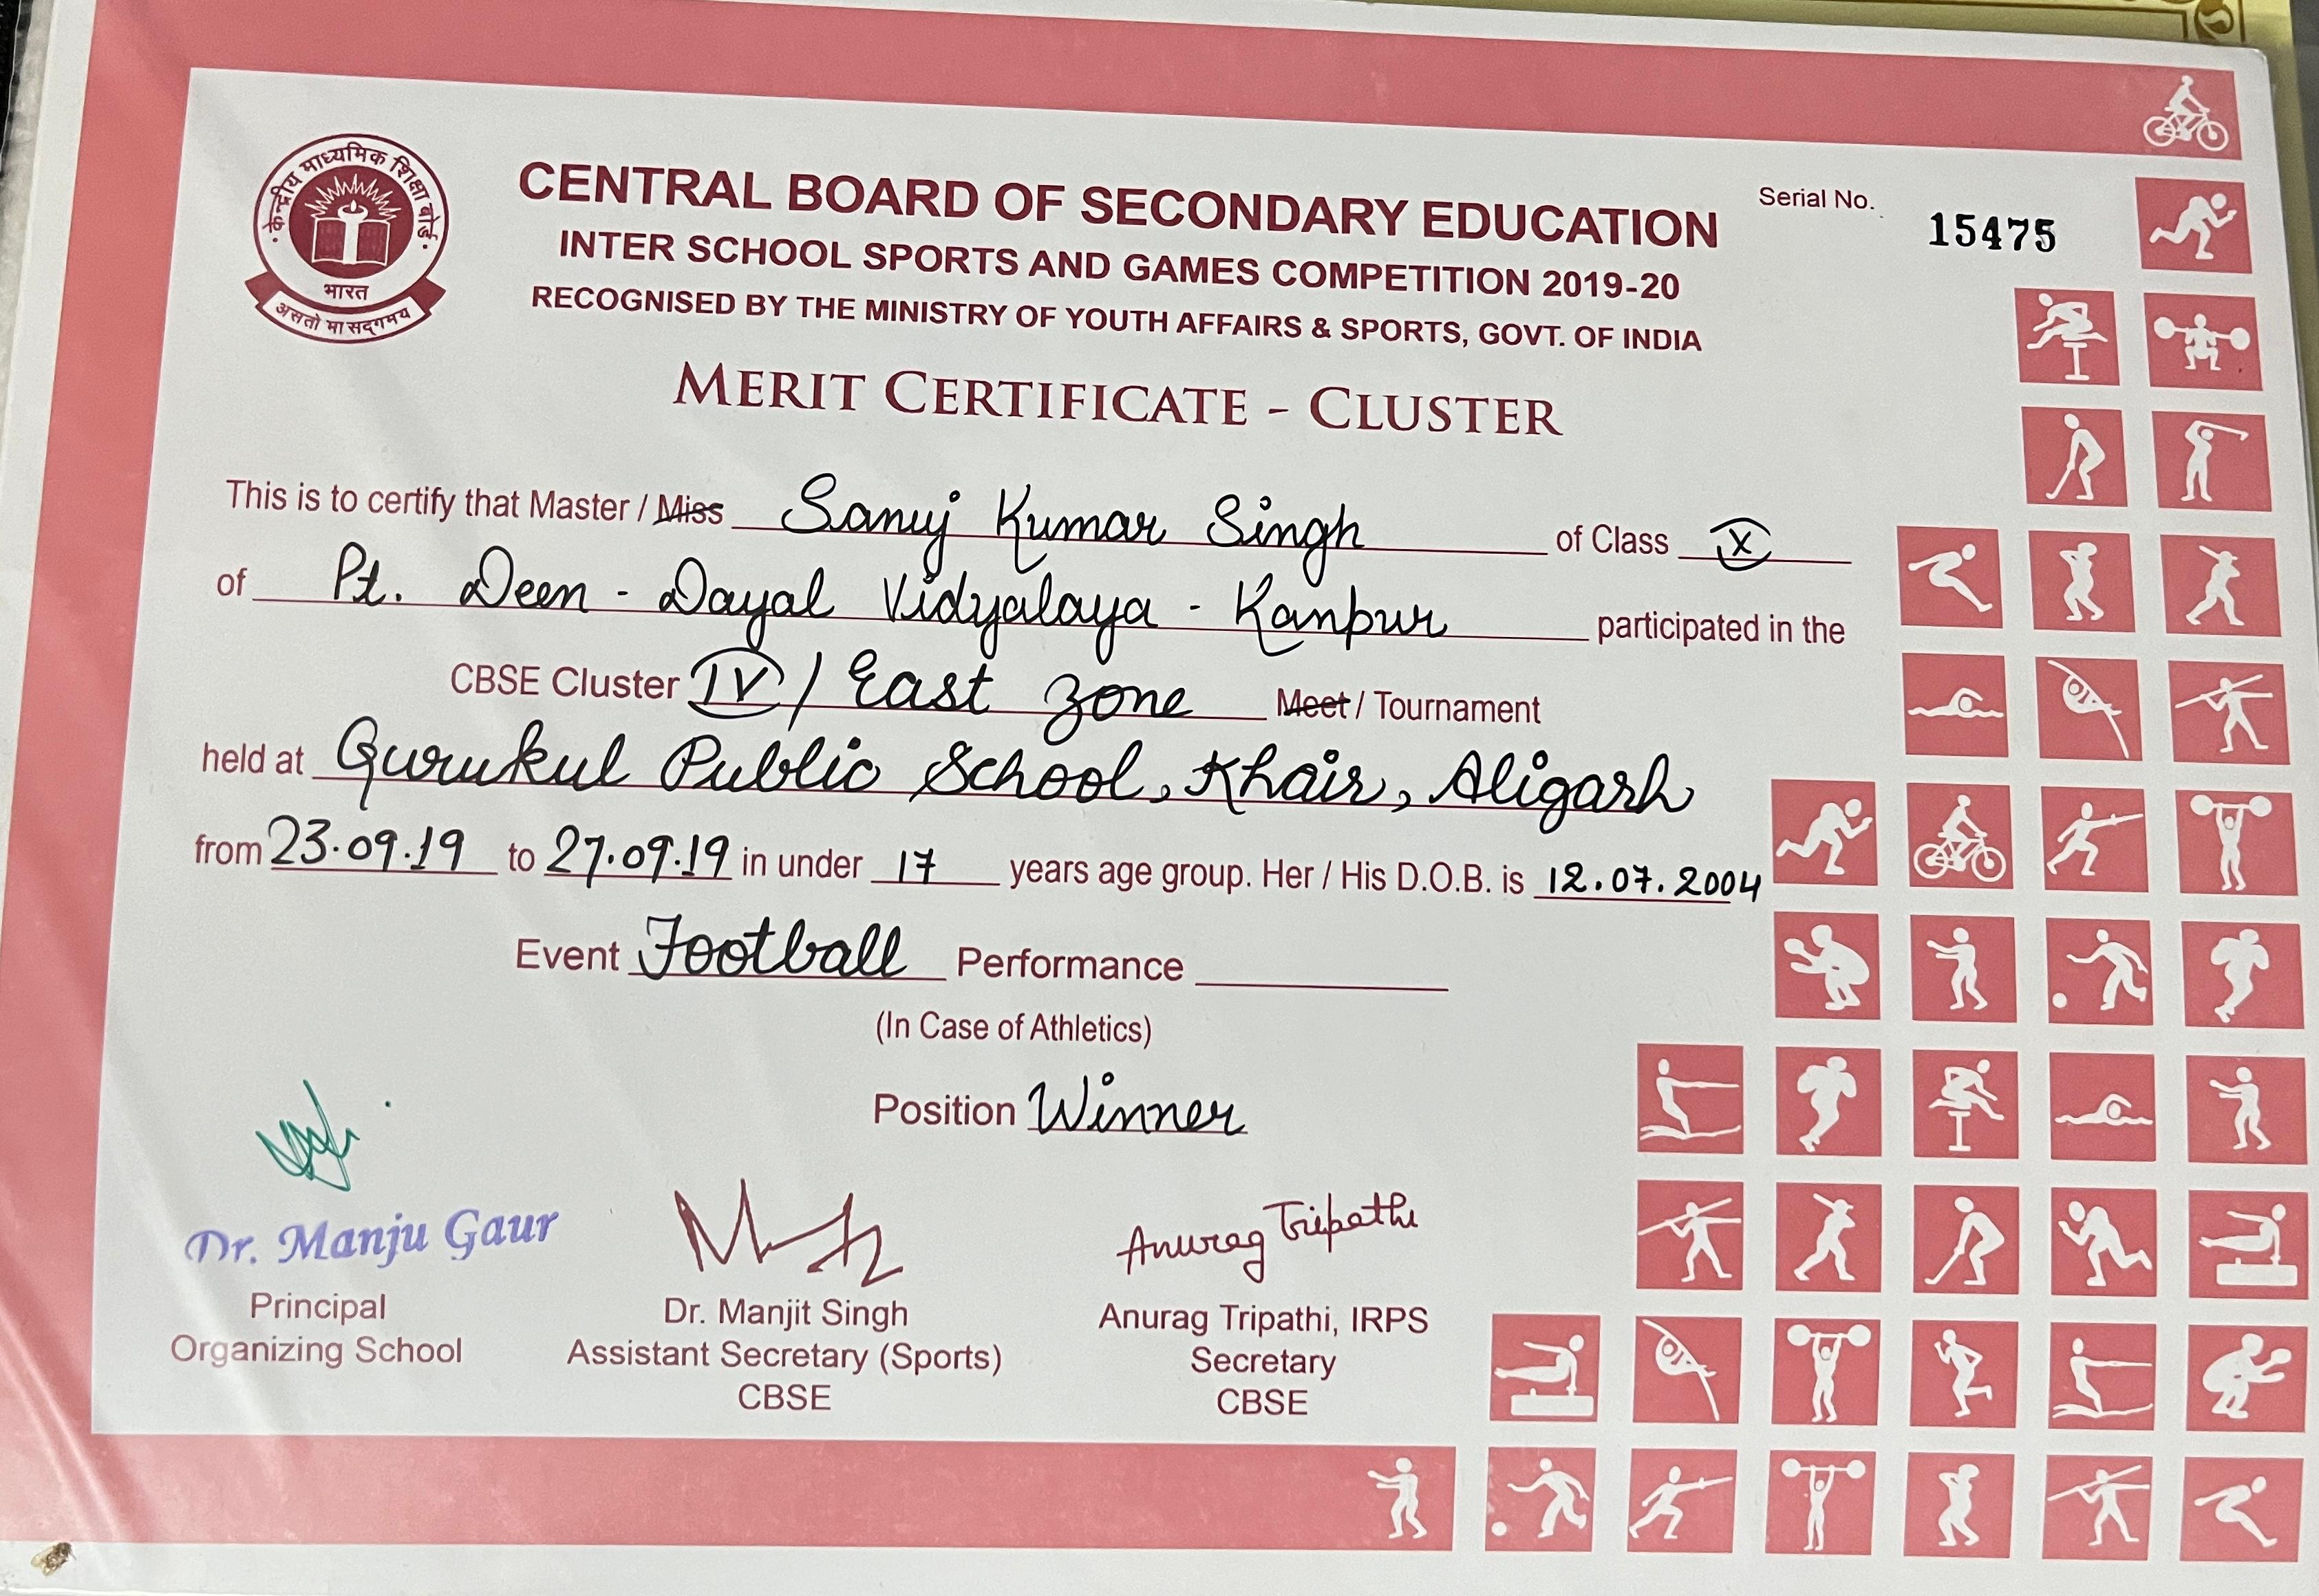 केन्द्रीय माध्यमिक शिक्षा बोर्ड
भारत
असतो मा सद्गमय
CENTRAL BOARD OF SECONDARY EDUCATION
INTER SCHOOL SPORTS AND GAMES COMPETITION 2019-20
RECOGNISED BY THE MINISTRY OF YOUTH AFFAIRS & SPORTS, GOVT. OF INDIA
Serial No. 15475
MERIT CERTIFICATE - CLUSTER
This is to certify that Master / Miss Sanuj Kumar Singh of Class X
of Pt. Deen - Dayal Vidyalaya - Kanpur participated in the
CBSE Cluster IV / East Zone Meet / Tournament
held at Gurukul Public School, Khair, Aligarh
from 23.09.19 to 27.09.19 in under 17 years age group. Her / His D.O.B. is 12.07.2004
Event Football Performance
(In Case of Athletics)
Position Winner
Dr. Manju Gaur
Principal
Organizing School
Dr. Manjit Singh
Assistant Secretary (Sports)
CBSE
Anurag Tripathi
Anurag Tripathi, IRPS
Secretary
CBSE